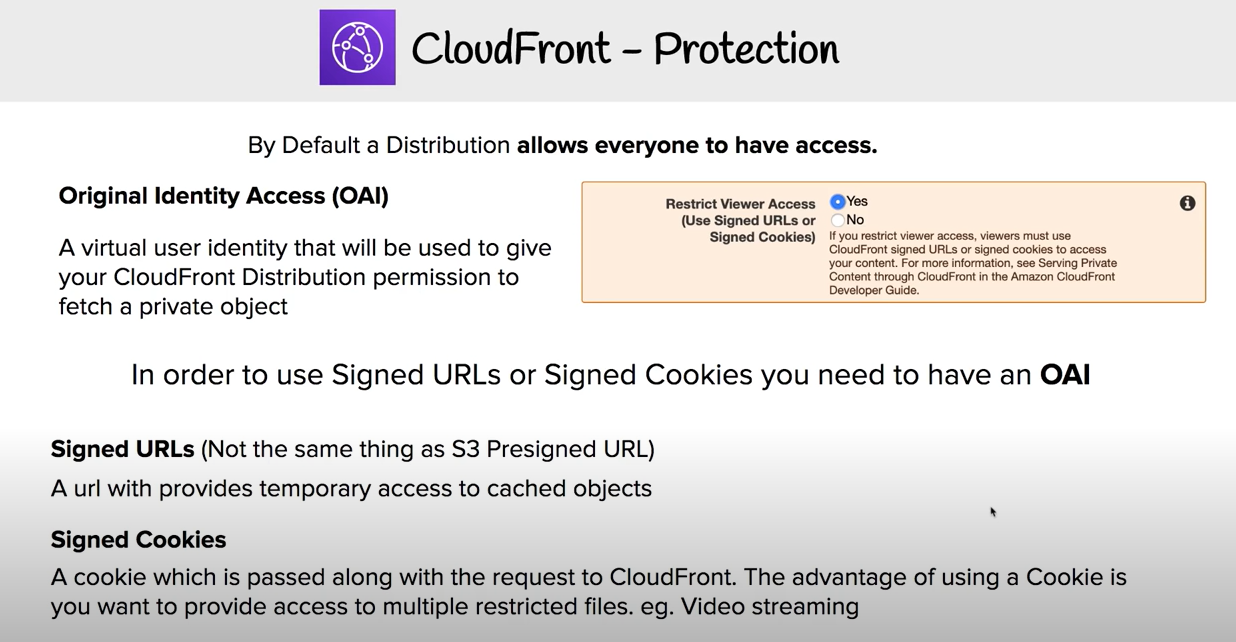 CloudFront – Protection
By Default a Distribution allows everyone to have access.
Original Identity Access (OAI)
A virtual user identity that will be used to give
your CloudFront Distribution permission to
fetch a private object
Restrict Viewer Access
(Use Signed URLs or
Signed Cookies)
Yes
No
If you restrict viewer access, viewers must use
CloudFront signed URLs or signed cookies to access
your content. For more information, see Serving Private
Content through CloudFront in the Amazon CloudFront
Developer Guide.
In order to use Signed URLs or Signed Cookies you need to have an OAI
Signed URLs (Not the same thing as S3 Presigned URL)
A url with provides temporary access to cached objects
Signed Cookies
A cookie which is passed along with the request to CloudFront. The advantage of using a Cookie is
you want to provide access to multiple restricted files. eg. Video streaming